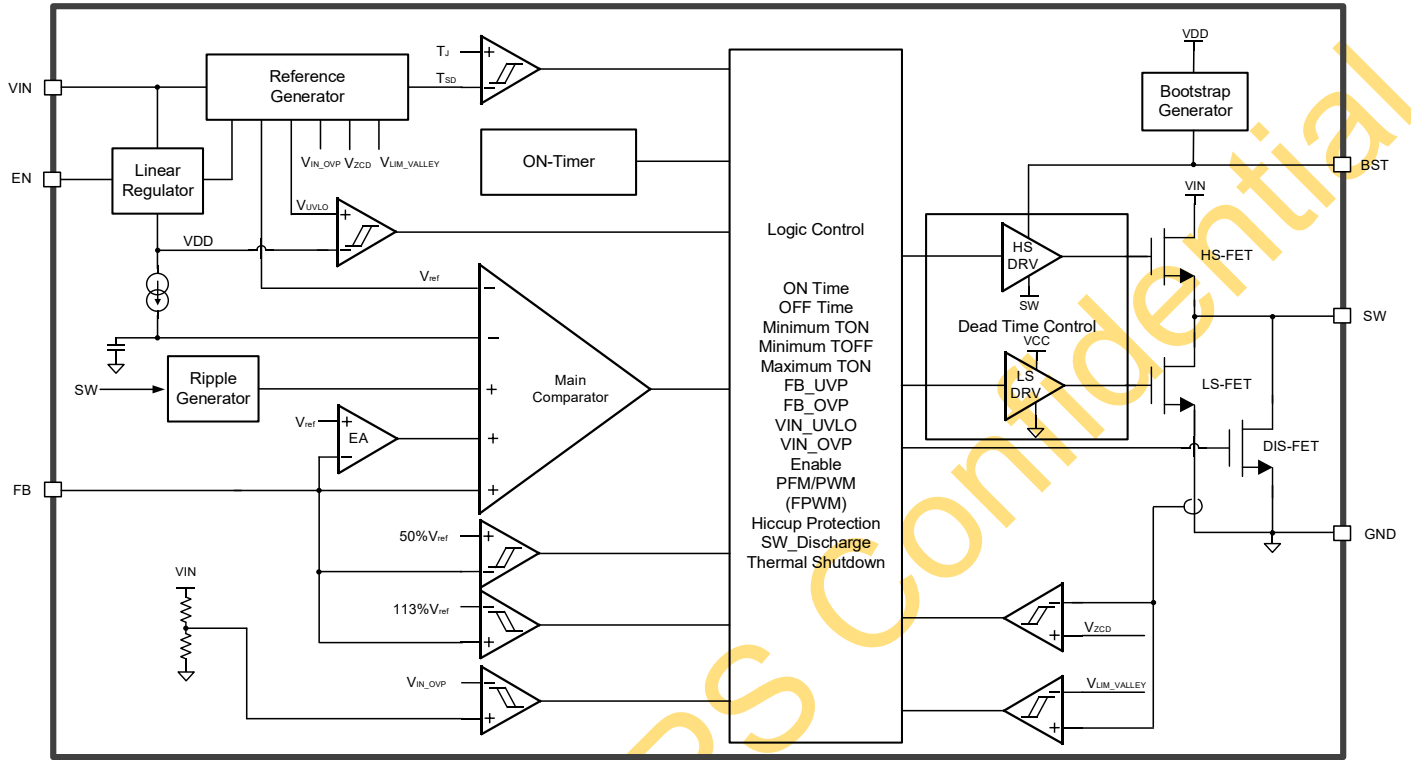 VIN
EN
FB
Reference
Generator
Linear
Regulator
VDD
TJ
TSD
VIN_OVP VZCD VLIM_VALLEY
VUVLO
ON-Timer
Vref
SW
Ripple
Generator
Vref
EA
Main
Comparator
50%Vref
113%Vref
VIN
VIN_OVP
Logic Control
ON Time
OFF Time
Minimum TON
Minimum TOFF
Maximum TON
FB_UVP
FB_OVP
VIN_UVLO
VIN_OVP
Enable
PFM/PWM
(FPWM)
Hiccup Protection
SW_Discharge
Thermal Shutdown
VDD
Bootstrap
Generator
BST
VIN
HS
DRV
SW
HS-FET
SW
Dead Time Control
VCC
LS
DRV
LS-FET
DIS-FET
GND
VZCD
VLIM_VALLEY
PS Confidential